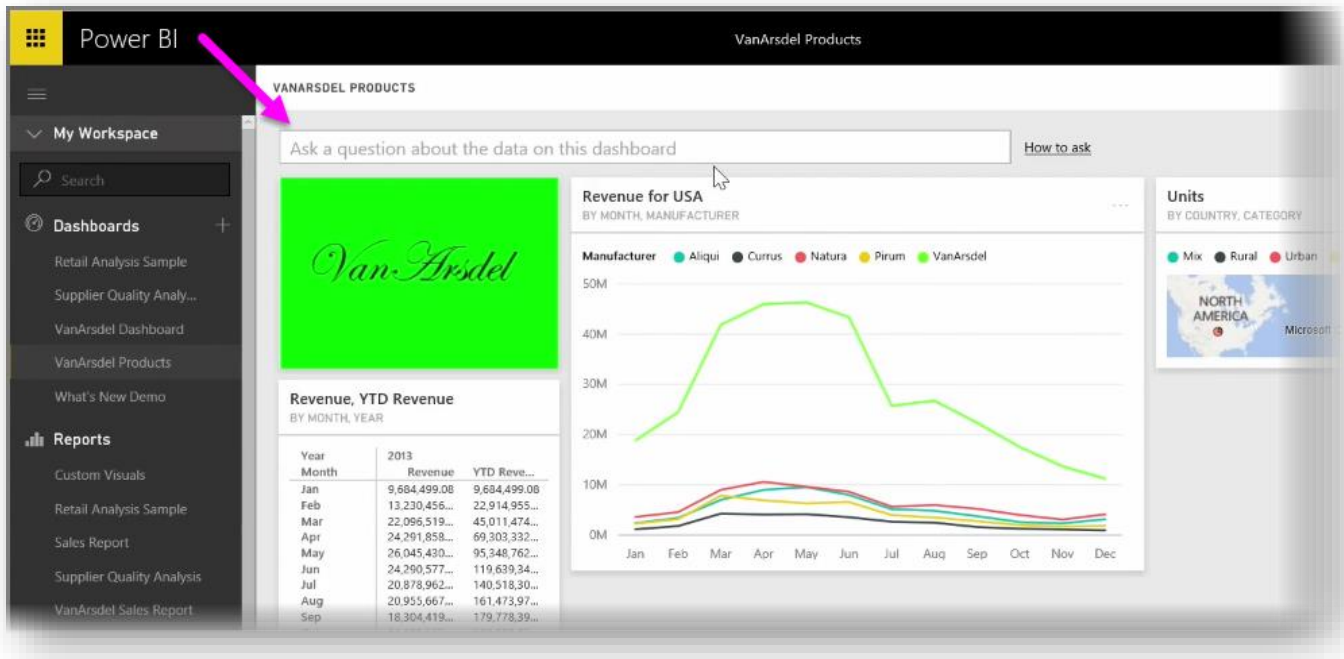 Power BI
VanArsdel Products
VANARSDEL PRODUCTS
My Workspace
Search
Dashboards
Retail Analysis Sample
Supplier Quality Analy...
VanArsdel Dashboard
VanArsdel Products
What's New Demo
Reports
Custom Visuals
Retail Analysis Sample
Sales Report
Supplier Quality Analysis
VanArsdel Sales Report
Ask a question about the data on this dashboard
How to ask
VanArsdel
Revenue, YTD Revenue
BY MONTH, YEAR
Year 2013
Month Revenue YTD Reve...
Jan 9,684,499.08 9,684,499.08
Feb 13,230,456... 22,914,955...
Mar 22,096,519... 45,011,474...
Apr 24,291,858... 69,303,332...
May 26,045,430... 95,348,762...
Jun 24,290,577... 119,639,34...
Jul 20,878,962... 140,518,30...
Aug 20,955,667... 161,473,97...
Sep 18,304,419... 179,778,39...
Revenue for USA
BY MONTH, MANUFACTURER
Manufacturer Aliqui Currus Natura Pirum VanArsdel
50M
40M
30M
20M
10M
0M
Jan Feb Mar Apr May Jun Jul Aug Sep Oct Nov Dec
Units
BY COUNTRY, CATEGORY
Mix Rural Urban
NORTH
AMERICA
Microsoft